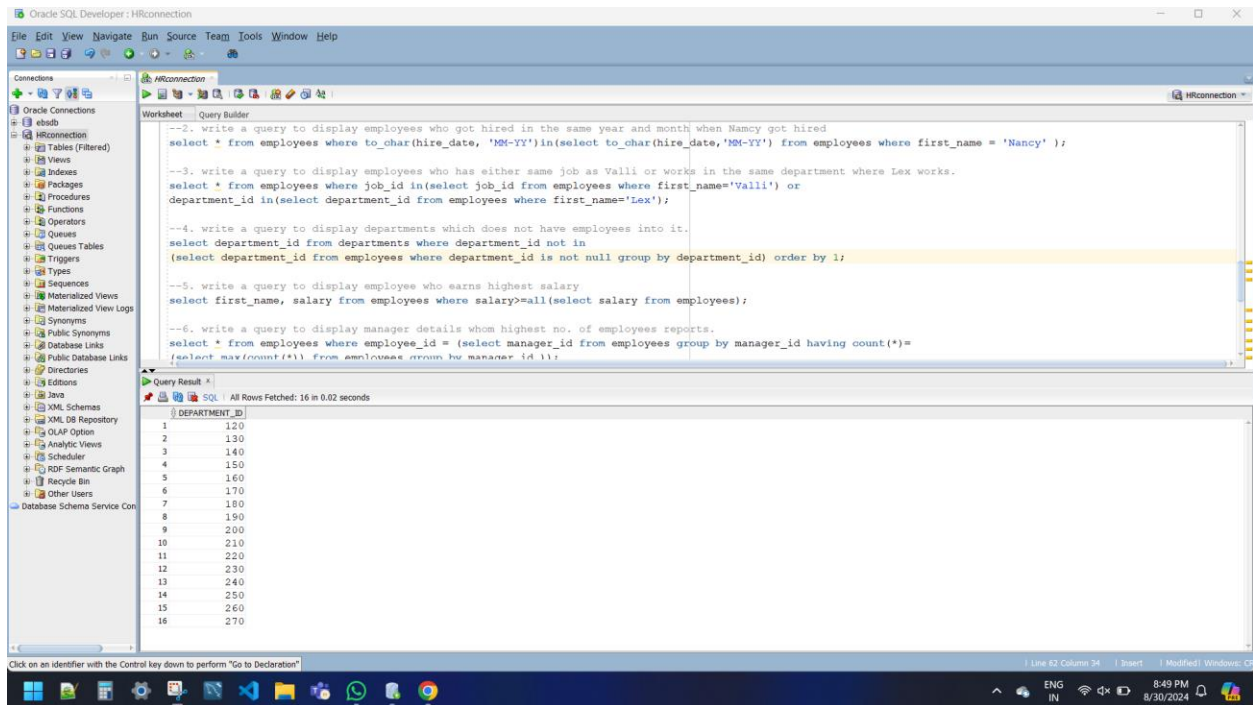 Oracle SQL Developer : HRconnection
File Edit View Navigate Run Source Team Tools Window Help
Connections
HRconnection
HRconnection
Oracle Connections
ebsdb
HRconnection
Tables (Filtered)
Views
Indexes
Packages
Procedures
Functions
Operators
Queues
Queues Tables
Triggers
Types
Sequences
Materialized Views
Materialized View Logs
Synonyms
Public Synonyms
Database Links
Public Database Links
Directories
Editions
Java
XML Schemas
XML DB Repository
OLAP Option
Analytic Views
Scheduler
RDF Semantic Graph
Recycle Bin
Other Users
Database Schema Service Con
Worksheet Query Builder
--2. write a query to display employees who got hired in the same year and month when Namcy got hired
select * from employees where to_char(hire_date, 'MM-YY')in(select to_char(hire_date,'MM-YY') from employees where first_name = 'Nancy' );
--3. write a query to display employees who has either same job as Valli or works in the same department where Lex works.
select * from employees where job_id in(select job_id from employees where first_name='Valli') or
department_id in(select department_id from employees where first_name='Lex');
--4. write a query to display departments which does not have employees into it.
select department_id from departments where department_id not in
(select department_id from employees where department_id is not null group by department_id) order by 1;
--5. write a query to display employee who earns highest salary
select first_name, salary from employee where salary>=all(select salary from employees);
--6. write a query to display manager details whom highest no. of employees reports.
select * from employees where employee_id = (select manager_id from employees group by manager_id having count(*)=
(select max(count(*)) from employees group by manager_id ));
Query Result
SQL | All Rows Fetched: 16 in 0.02 seconds
DEPARTMENT_ID
1 120
2 130
3 140
4 150
5 160
6 170
7 180
8 190
9 200
10 210
11 220
12 230
13 240
14 250
15 260
16 270
Click on an identifier with the Control key down to perform "Go to Declaration"
Line 62 Column 34 | Insert | Modified | Windows: CR
ENG
IN
8:49 PM
8/30/2024